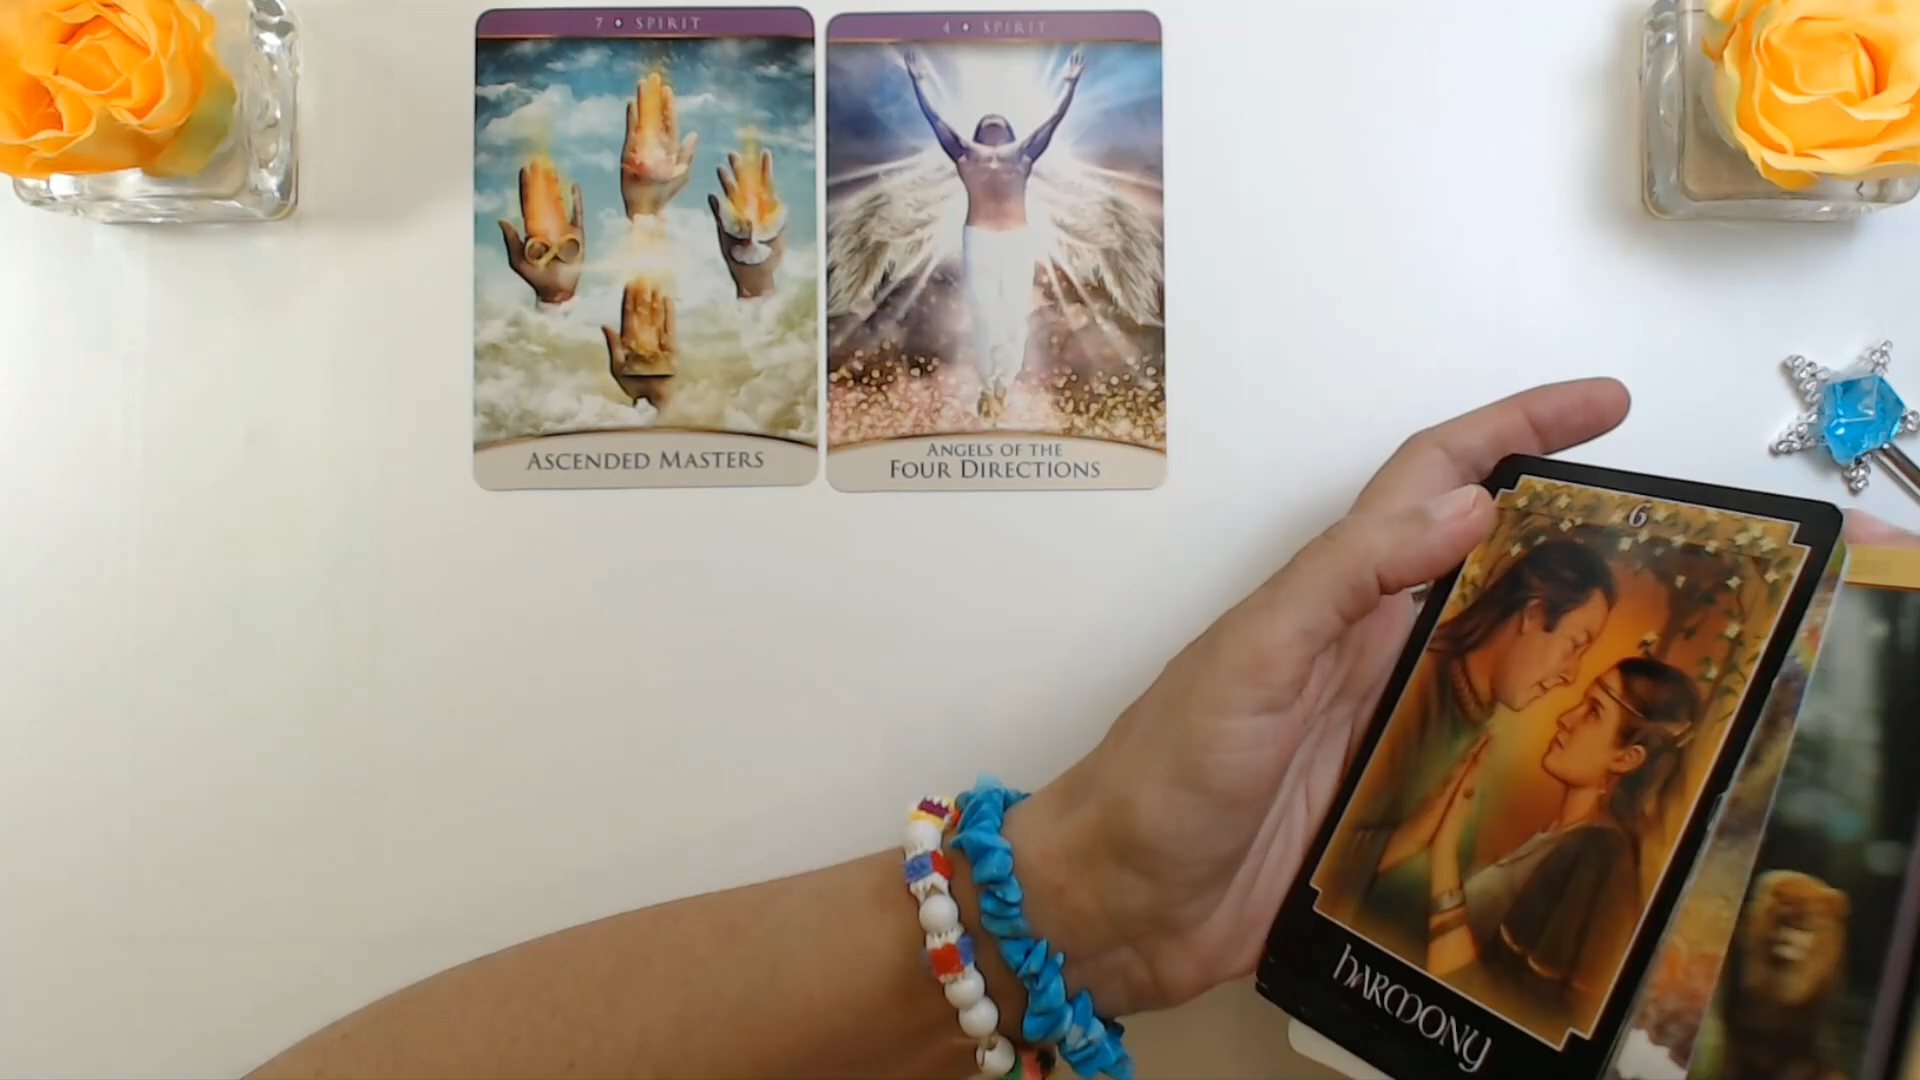 7 • SPIRIT
ASCENDED MASTERS
4 • SPIRIT
ANGELS OF THE
FOUR DIRECTIONS
6
hARMONY